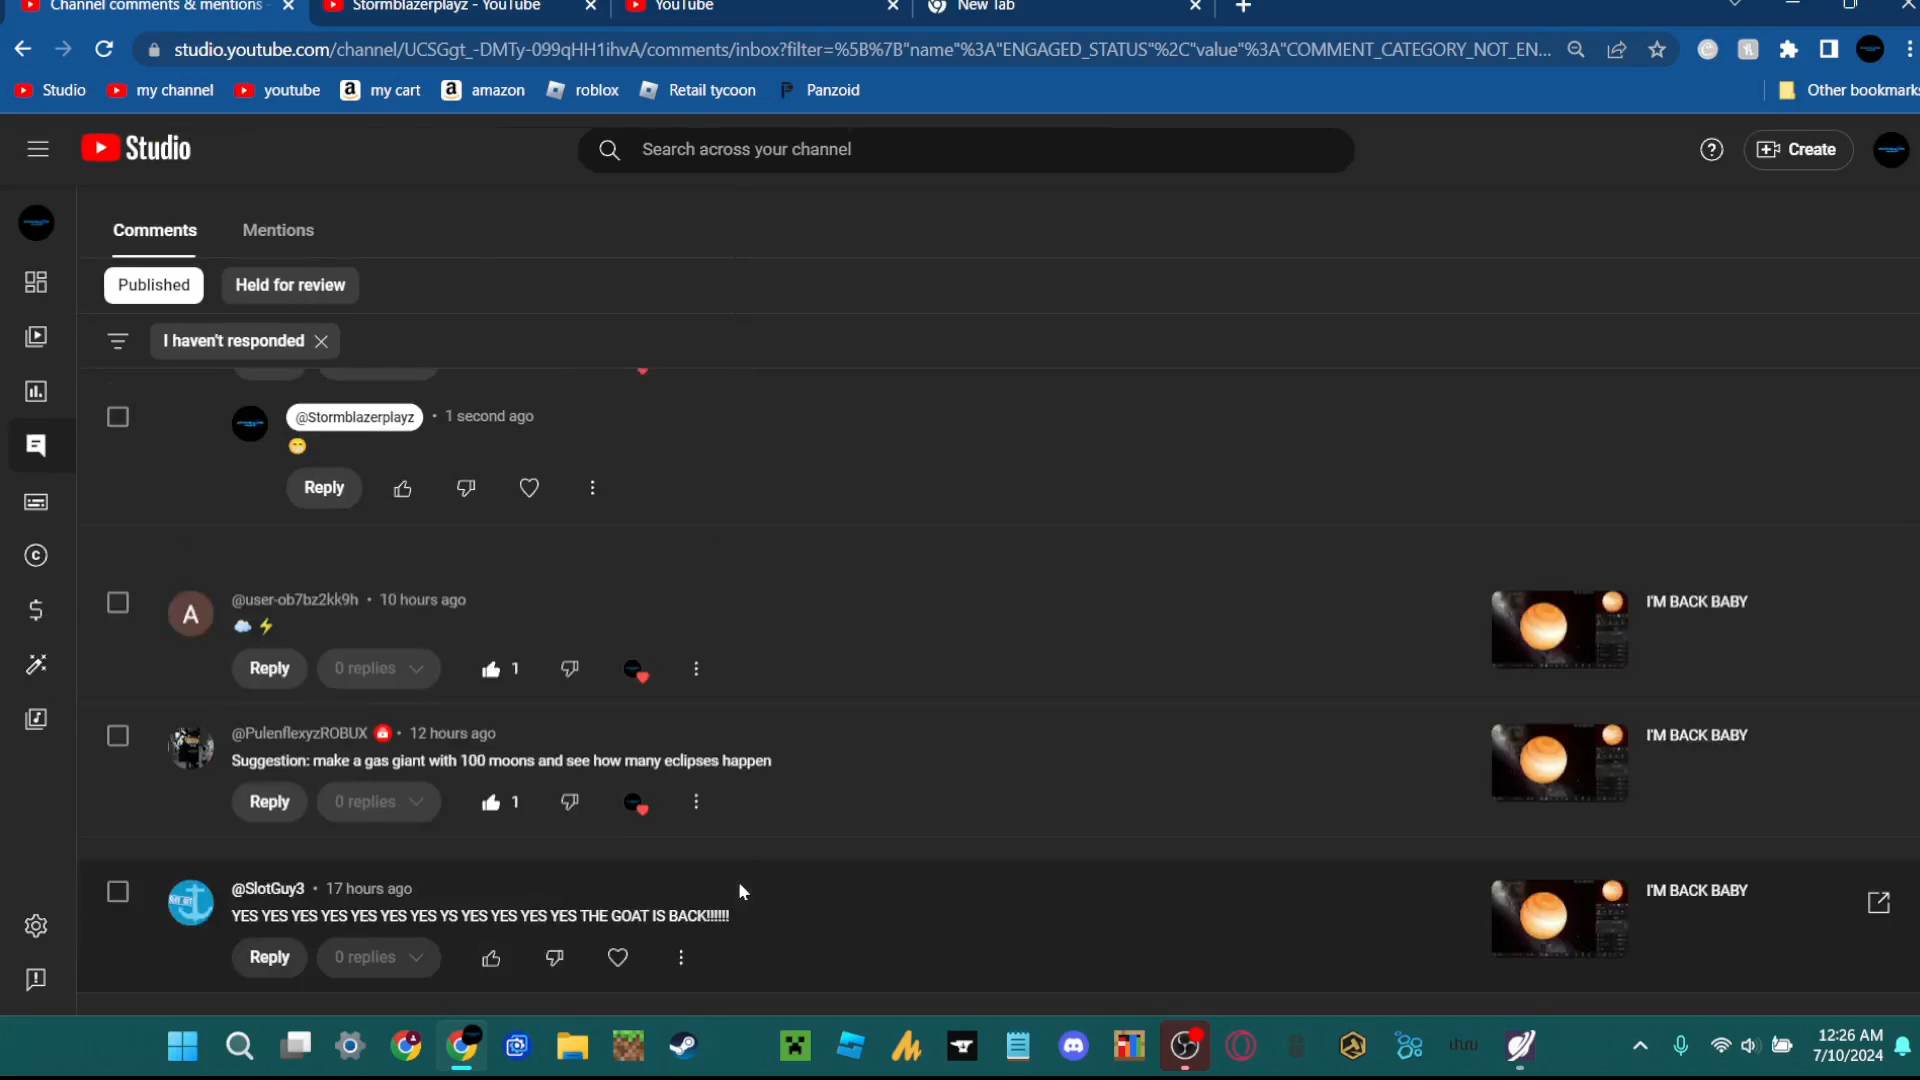 Channel comments & mentions
Stormblazerplayz - YouTube
YouTube
New Tab
studio.youtube.com/channel/UCSGgt_-DMTy-099qHH1ihvA/comments/inbox?filter=%5B%7B"name"%3A"ENGAGED_STATUS"%2C"value"%3A"COMMENT_CATEGORY_NOT_EN...
Studio
my channel
youtube
my cart
amazon
roblox
Retail tycoon
Panzoid
Other bookmarks
Studio
Search across your channel
Create
Comments
Mentions
Published
Held for review
I haven't responded
@Stormblazerplayz • 1 second ago
😁
Reply
@user-ob7bz2kk9h • 10 hours ago
☁️ ⚡
Reply
0 replies
1
I'M BACK BABY
@PulenflexyzROBUX • 12 hours ago
Suggestion: make a gas giant with 100 moons and see how many eclipses happen
Reply
0 replies
1
I'M BACK BABY
@SlotGuy3 • 17 hours ago
YES YES YES YES YES YES YES YS YES YES YES YES THE GOAT IS BACK!!!!!!
Reply
0 replies
I'M BACK BABY
12:26 AM
7/10/2024